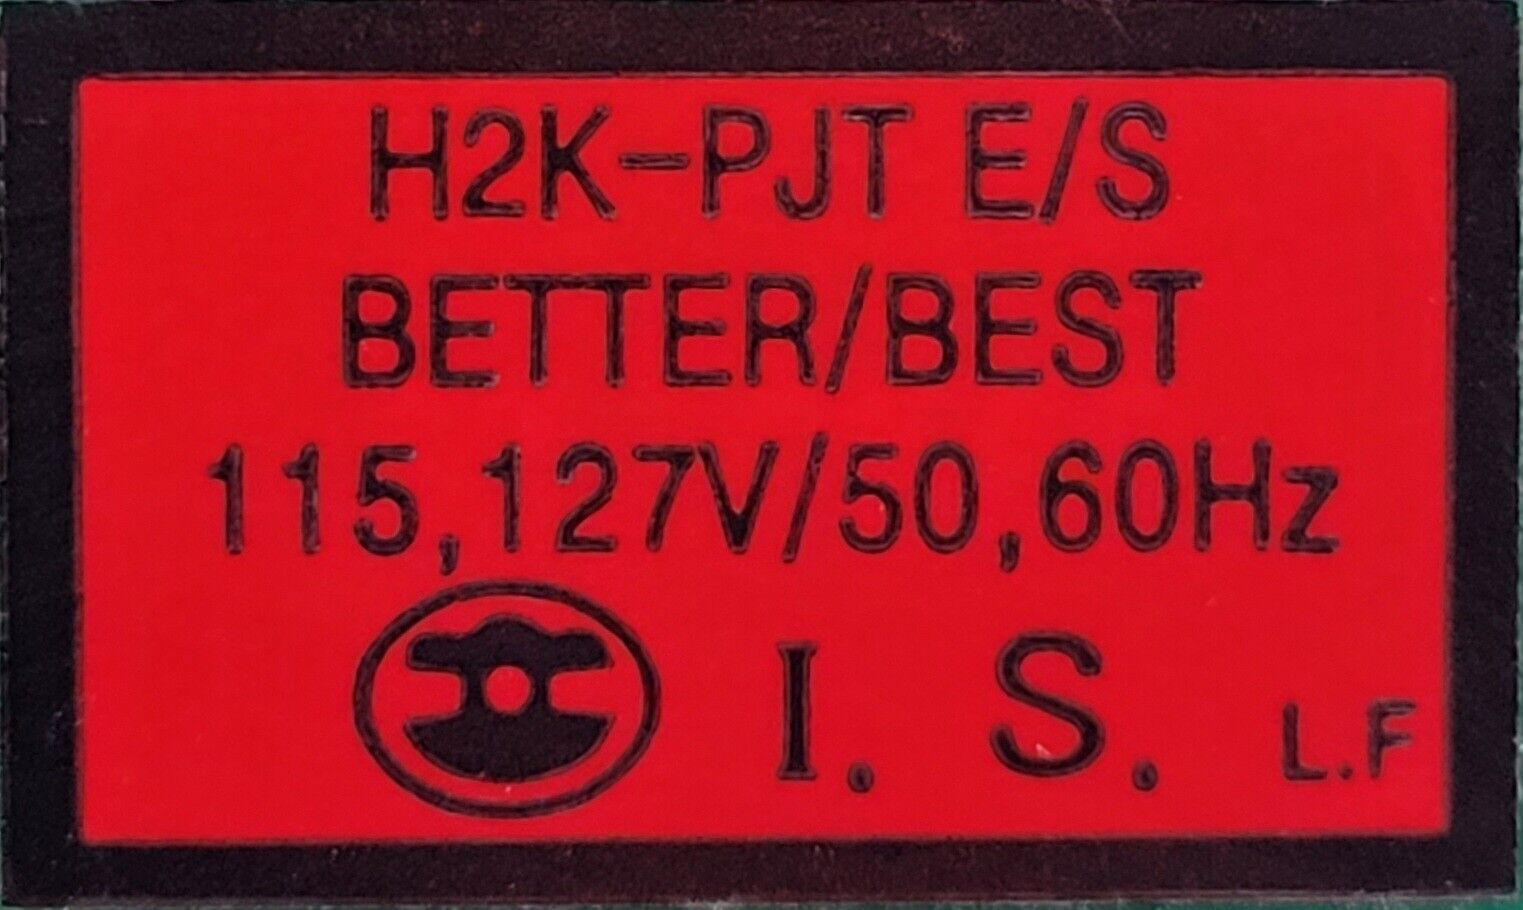 H2K-PJT E/S
BETTER/BEST
115,127V/50,60Hz
I. S. L.F